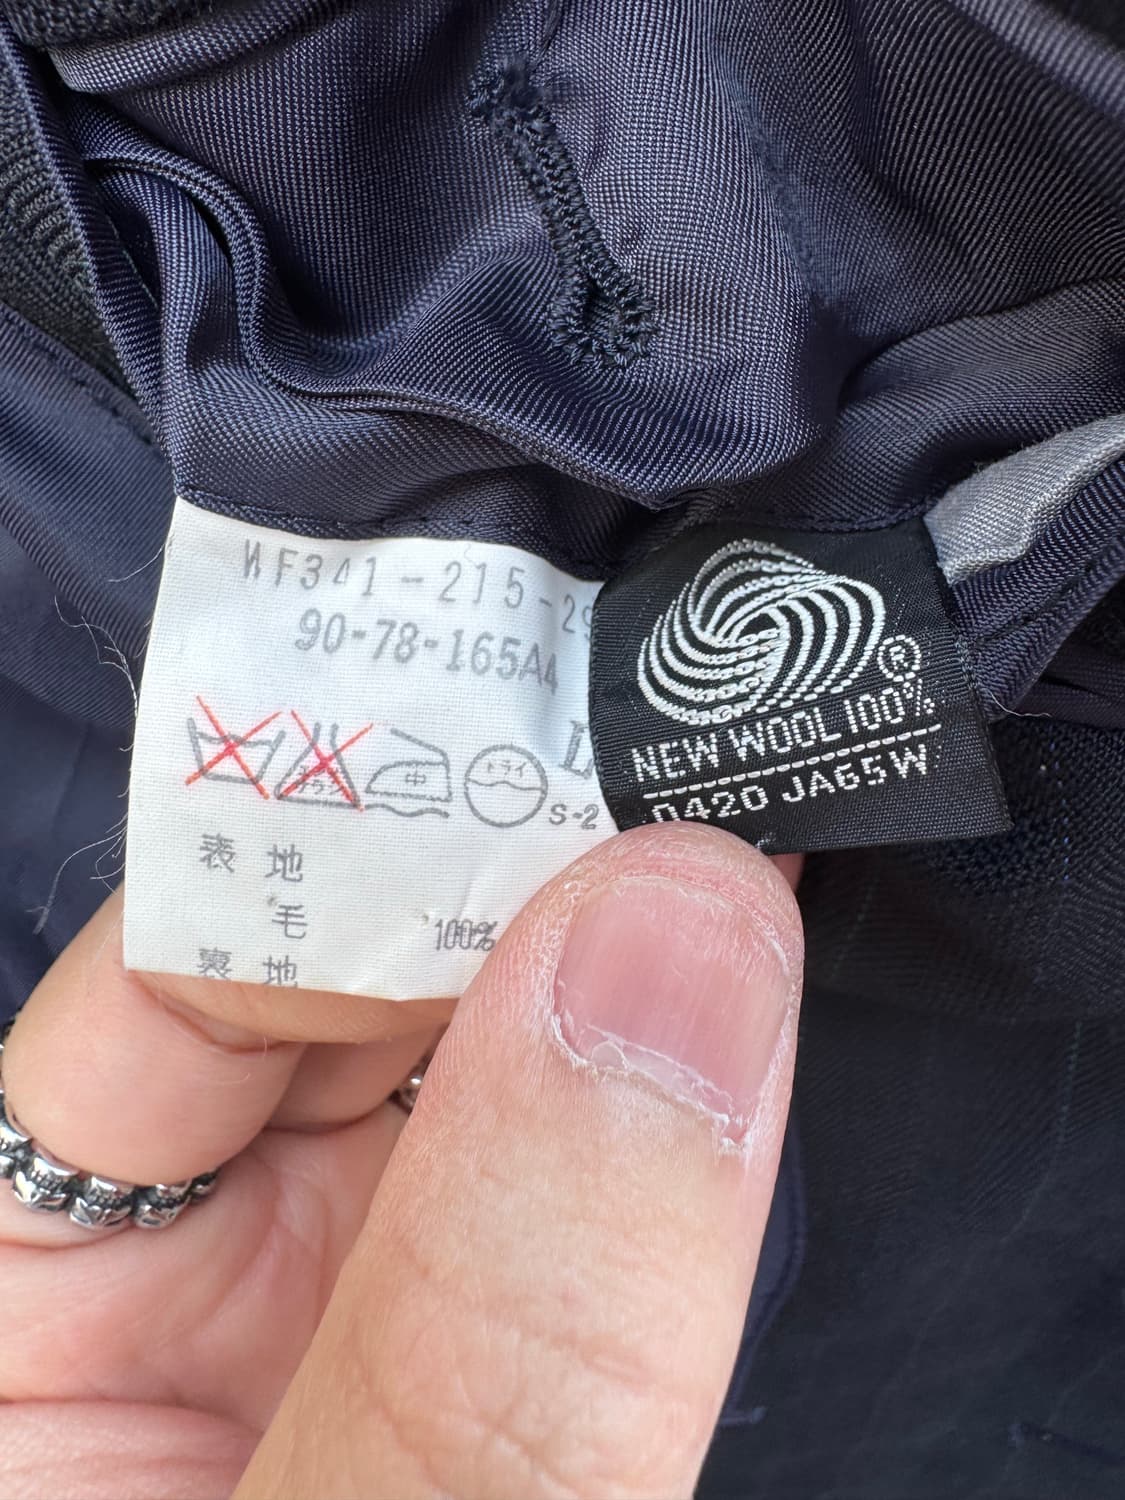 WF341-215-29
90-78-165A4
中
ドライ
S-2
表 地
毛 100%
裏 地
®
NEW WOOL 100%
0420 JA65W